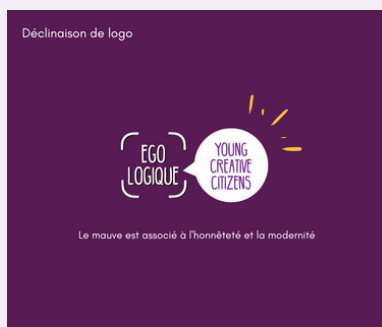 Déclinaison de logo
EGO
LOGIQUE
YOUNG
CREATIVE
CITIZENS
Le mauve est associé à l'honnêteté et la modernité